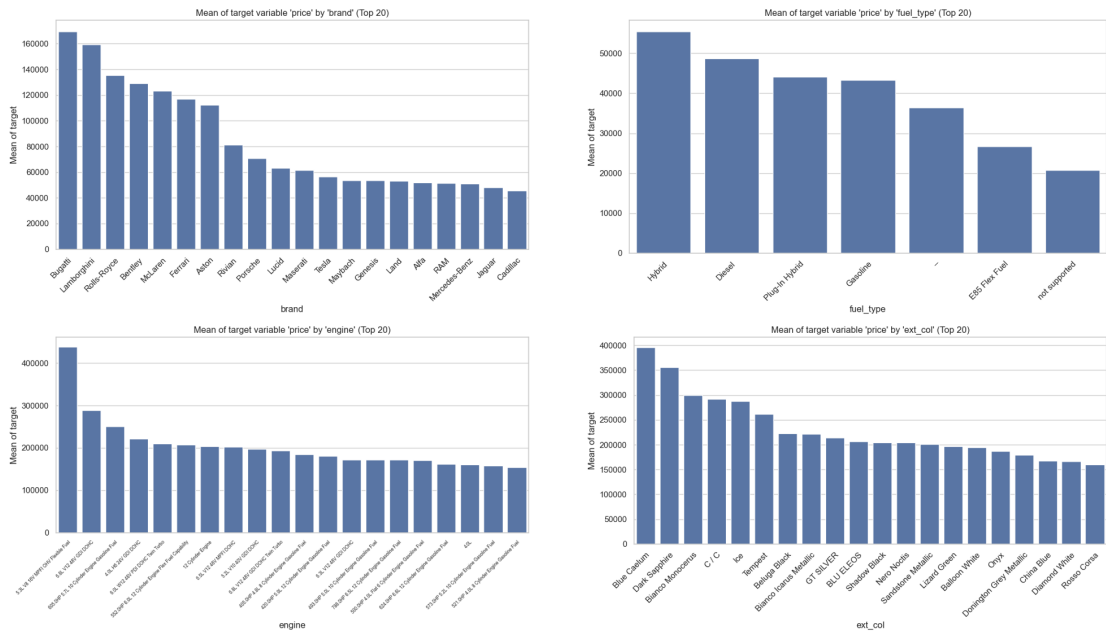 Mean of target variable 'price' by 'brand' (Top 20)
Mean of target
160000
140000
120000
100000
80000
60000
40000
20000
0
Bugatti
Lamborghini
Rolls-Royce
Bentley
McLaren
Ferrari
Aston
Rivian
Porsche
Lucid
Maserati
Tesla
Maybach
Genesis
Land
Alfa
RAM
Mercedes-Benz
Jaguar
Cadillac
brand
Mean of target variable 'price' by 'fuel_type' (Top 20)
Mean of target
50000
40000
30000
20000
10000
0
Hybrid
Diesel
Plug-In Hybrid
Gasoline
–
E85 Flex Fuel
not supported
fuel_type
Mean of target variable 'price' by 'engine' (Top 20)
Mean of target
400000
300000
200000
100000
0
12 Cylinder Engine
engine
Mean of target variable 'price' by 'ext_col' (Top 20)
Mean of target
400000
350000
300000
250000
200000
150000
100000
50000
0
Blue Caelum
Dark Sapphire
Bianco Monocerus
C / C
Ice
Tempest
Beluga Black
Bianco Icarus Metallic
GT SILVER
BLU ELEOS
Shadow Black
Nero Noctis
Sandstone Metallic
Lizard Green
Balloon White
Onyx
Donington Grey Metallic
China Blue
Diamond White
Rosso Corsa
ext_col